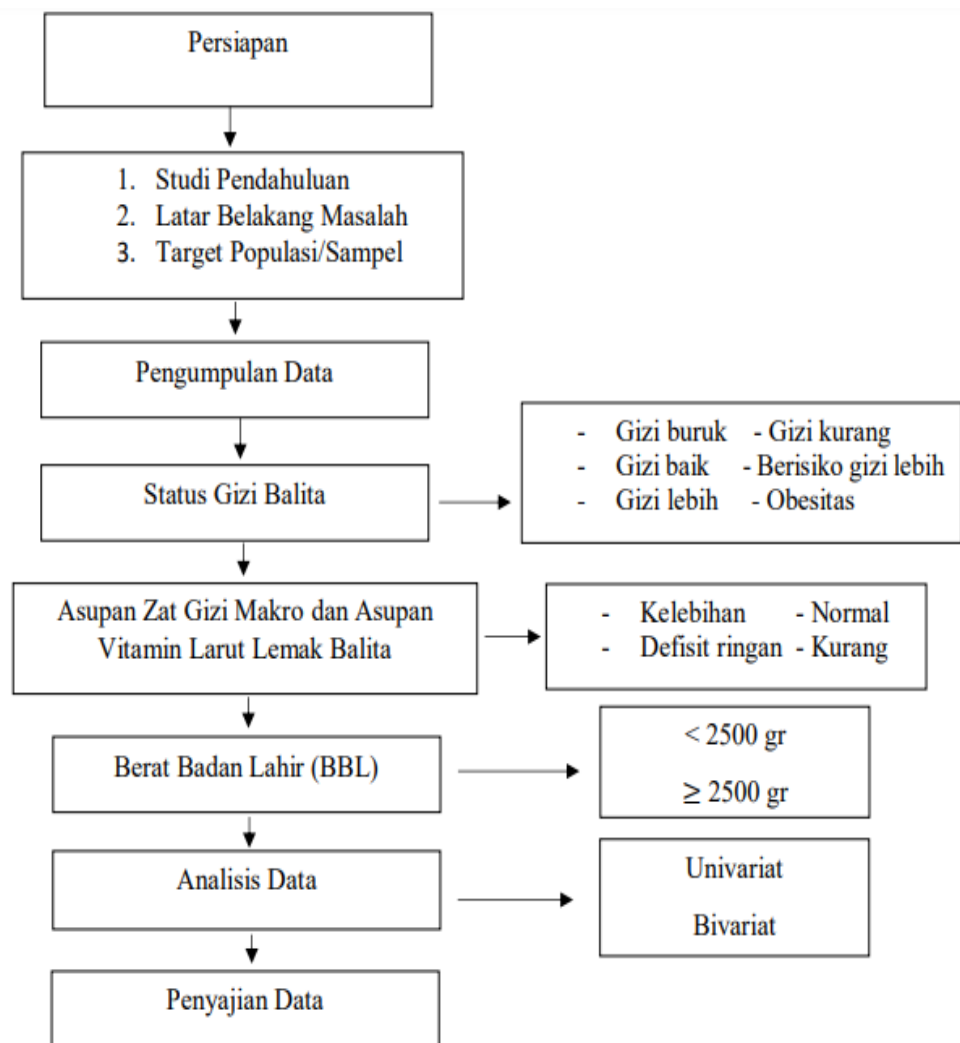 Persiapan
1. Studi Pendahuluan
2. Latar Belakang Masalah
3. Target Populasi/Sampel
Pengumpulan Data
Status Gizi Balita
- Gizi buruk - Gizi kurang
- Gizi baik - Berisiko gizi lebih
- Gizi lebih - Obesitas
Asupan Zat Gizi Makro dan Asupan
Vitamin Larut Lemak Balita
- Kelebihan - Normal
- Defisit ringan - Kurang
Berat Badan Lahir (BBL)
< 2500 gr
≥ 2500 gr
Analisis Data
Univariat
Bivariat
Penyajian Data